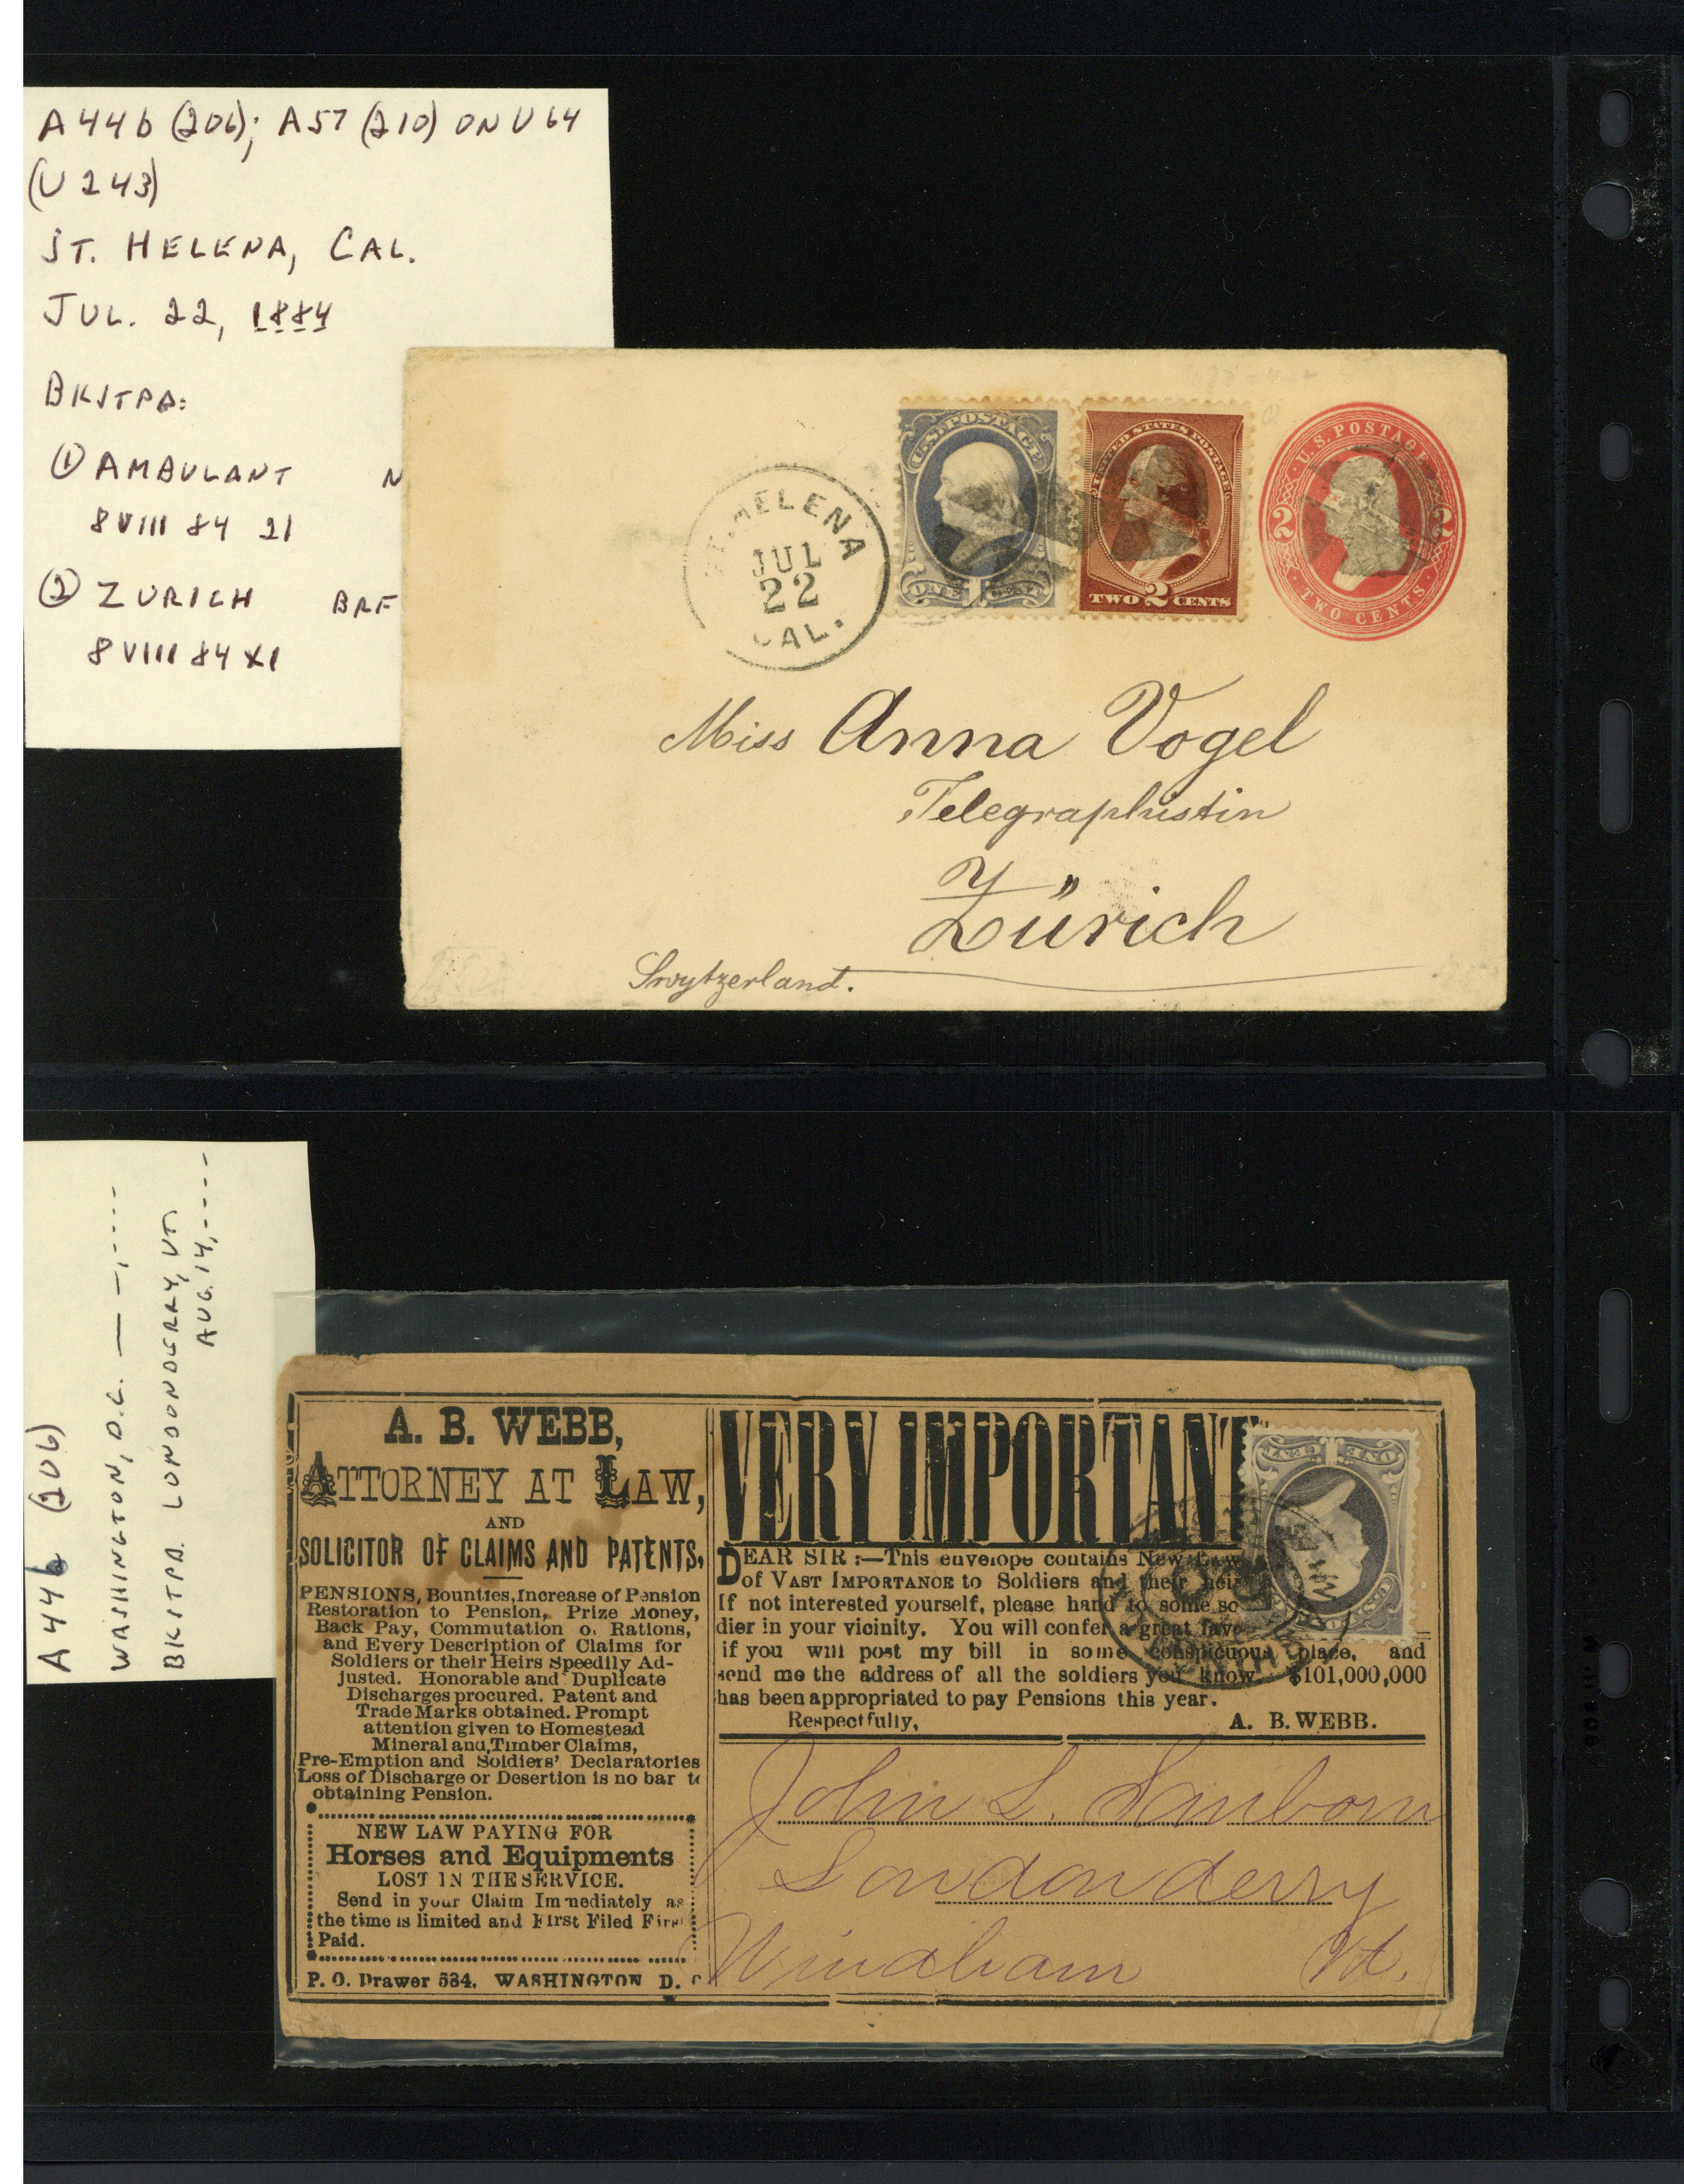 A44b (206); A57 (210) ON U64
(U243)
ST. HELENA, CAL.
JUL. 22, 1884
BKSTPD:
① AMBULANT N
8 VIII 84 21
② ZURICH BRF
8 VIII 84 XI
U.S. POSTAGE
UNITED STATES POSTAGE
TWO 2 CENTS
U.S. POSTAGE
2 2
TWO CENTS
HELENA
JUL
22
CAL.
Miss Anna Vogel
Telegraphistin
Zürich
Swytzerland.
A44b (206)
WASHINGTON, D.C. — –, ----
BKSTPD. LONDONDERRY, VT.
AUG. 14, ----
A. B. WEBB,
ATTORNEY AT LAW,
AND
SOLICITOR OF CLAIMS AND PATENTS,
PENSIONS, Bounties, Increase of Pension
Restoration to Pension, Prize Money,
Back Pay, Commutation o. Rations,
and Every Description of Claims for
Soldiers or their Heirs Speedily Ad-
justed. Honorable and Duplicate
Discharges procured. Patent and
Trade Marks obtained. Prompt
attention given to Homestead
Mineral and Timber Claims,
Pre-Emption and Soldiers' Declaratories
Loss of Discharge or Desertion is no bar to
obtaining Pension.
NEW LAW PAYING FOR
Horses and Equipments
LOST IN THE SERVICE.
Send in your Claim Immediately as
the time is limited and First Filed First
Paid.
P. O. Drawer 534. WASHINGTON D. C
VERY IMPORTANT
DEAR SIR:—This envelope contains New Law
of VAST IMPORTANCE to Soldiers and their hei
If not interested yourself, please hand to some so
dier in your vicinity. You will confer a great favo
if you will post my bill in some conspicuous place, and
send me the address of all the soldiers you know. $101,000,000
has been appropriated to pay Pensions this year.
Respectfully,
A. B. WEBB.
ONE CENT
John L. Sanborn
Londonderry
Windham Vt.